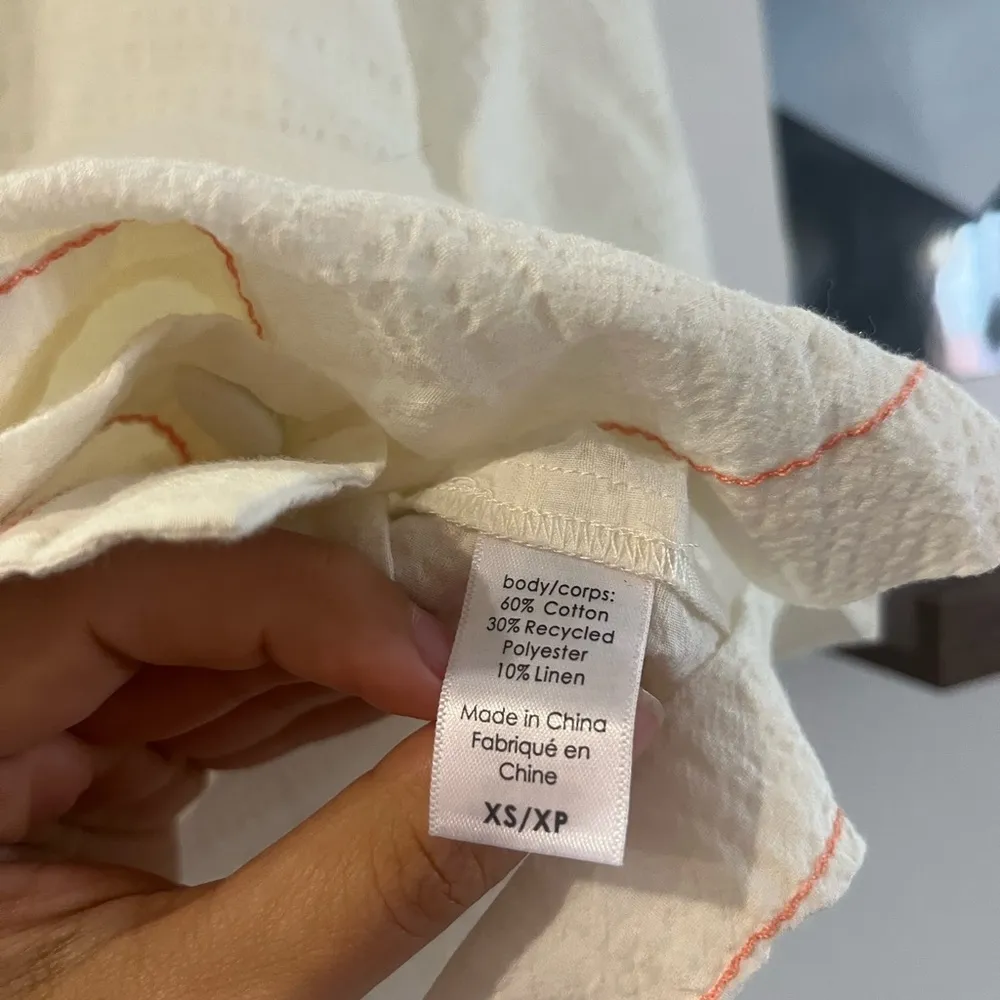 body/corps:
60% Cotton
30% Recycled
Polyester
10% Linen
Made in China
Fabriqué en
Chine
XS/XP